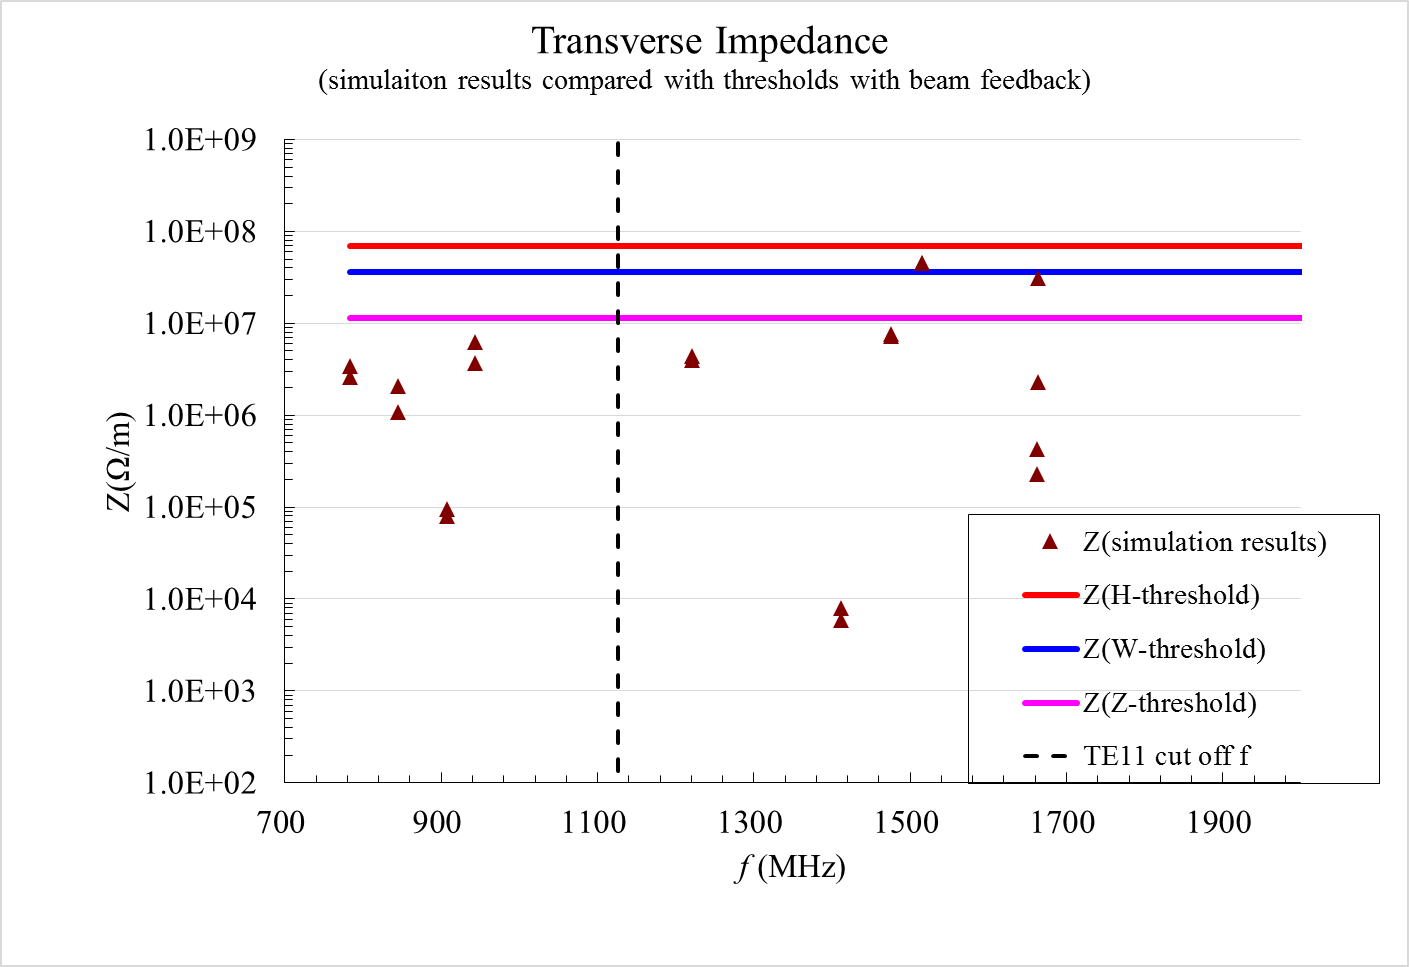 Transverse Impedance
(simulaiton results compared with thresholds with beam feedback)
1.0E+09
1.0E+08
1.0E+07
1.0E+06
1.0E+05
1.0E+04
1.0E+03
1.0E+02
Z(Ω/m)
Z(simulation results)
Z(H-threshold)
Z(W-threshold)
Z(Z-threshold)
TE11 cut off f
700 900 1100 1300 1500 1700 1900
f (MHz)